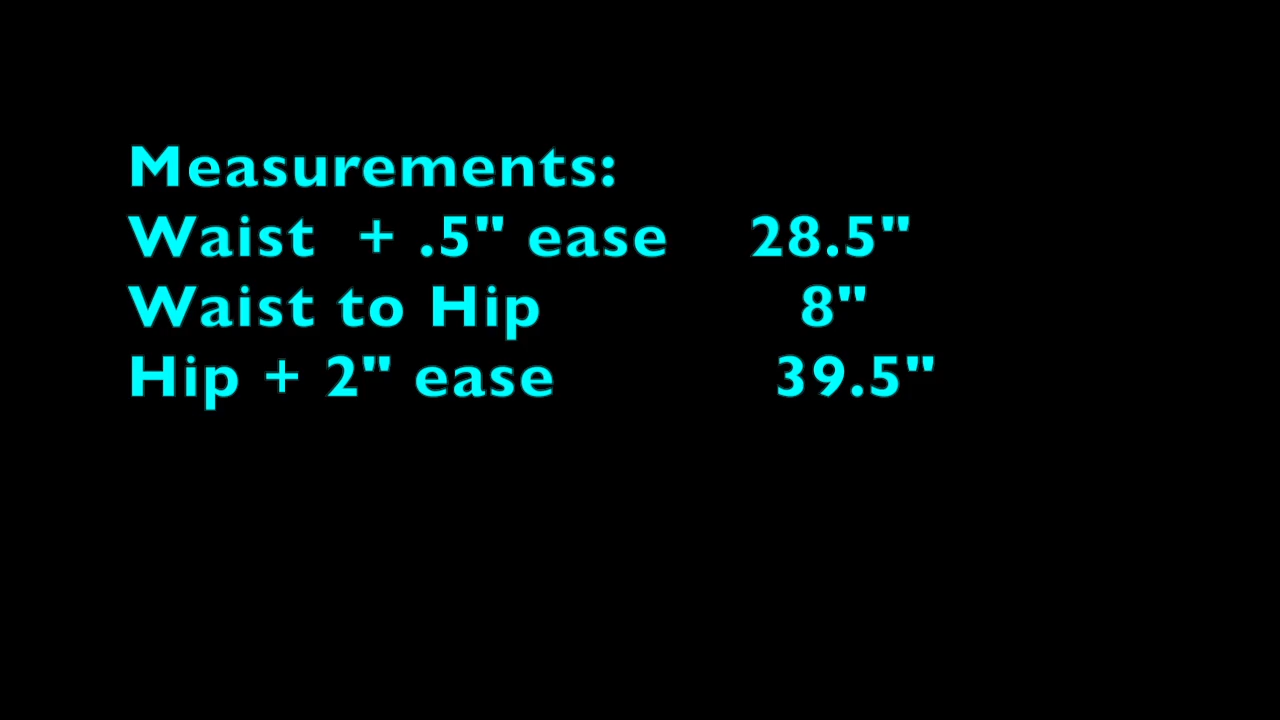 Measurements:
Waist + .5" ease 28.5"
Waist to Hip 8"
Hip + 2" ease 39.5"